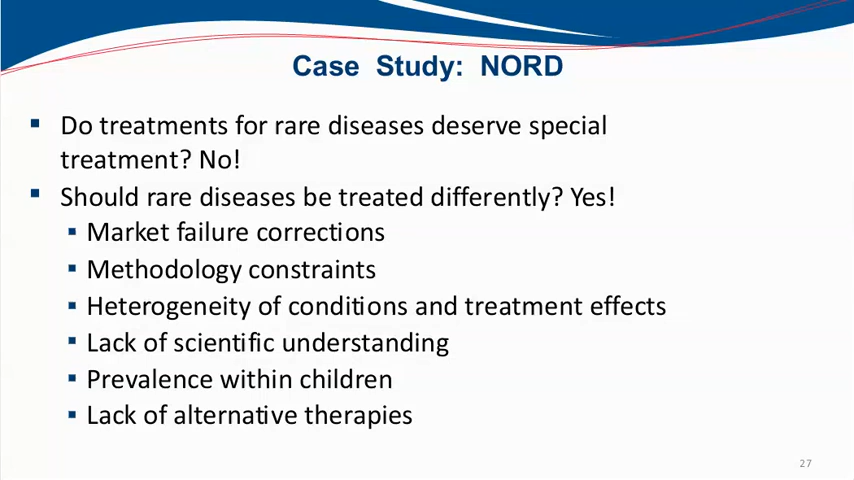 Case Study: NORD
▪ Do treatments for rare diseases deserve special
treatment? No!
▪ Should rare diseases be treated differently? Yes!
▪ Market failure corrections
▪ Methodology constraints
▪ Heterogeneity of conditions and treatment effects
▪ Lack of scientific understanding
▪ Prevalence within children
▪ Lack of alternative therapies
27